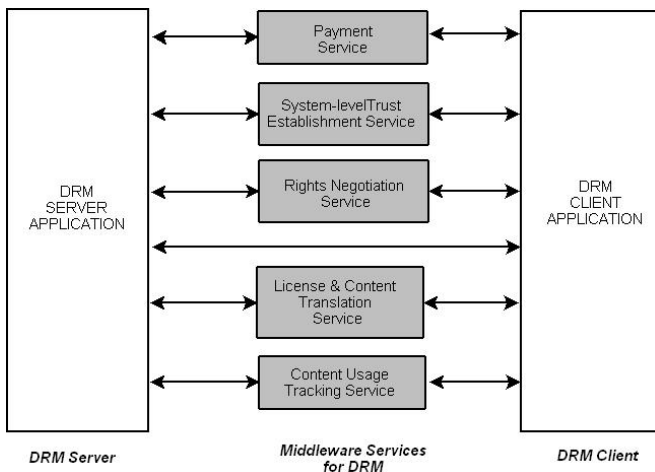 Payment
Service
System-levelTrust
Establishment Service
Rights Negotiation
Service
DRM
SERVER
APPLICATION
DRM
CLIENT
APPLICATION
License & Content
Translation
Service
Content Usage
Tracking Service
DRM Server
Middleware Services
for DRM
DRM Client